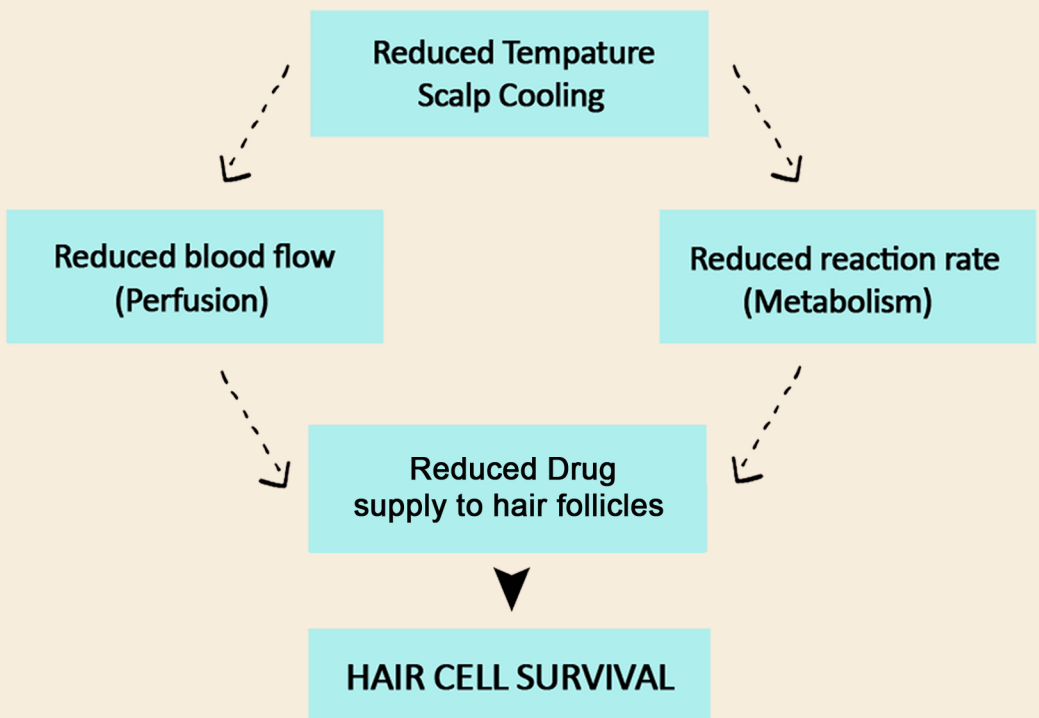 Reduced Tempature
Scalp Cooling
Reduced blood flow
(Perfusion)
Reduced reaction rate
(Metabolism)
Reduced Drug
supply to hair follicles
HAIR CELL SURVIVAL